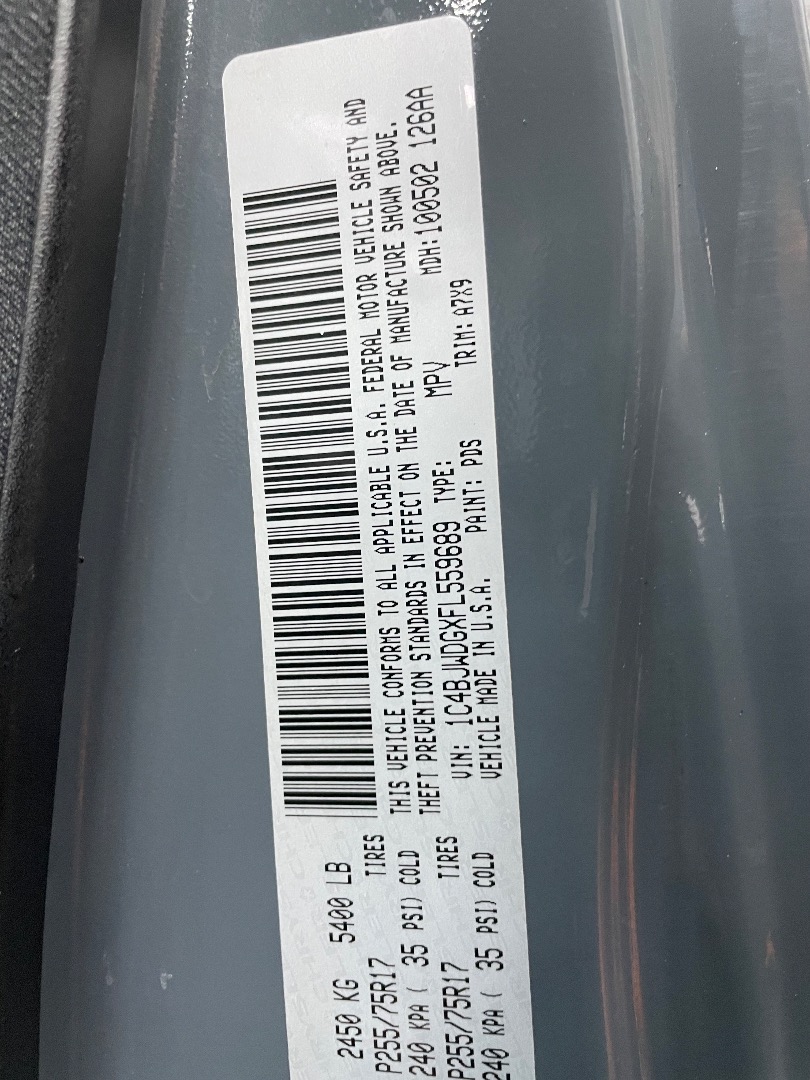 2450 KG 5400 LB
P255/75R17 TIRES
240 KPA ( 35 PSI) COLD
P255/75R17 TIRES
240 KPA ( 35 PSI) COLD
THIS VEHICLE CONFORMS TO ALL APPLICABLE U.S.A. FEDERAL MOTOR VEHICLE SAFETY AND
THEFT PREVENTION STANDARDS IN EFFECT ON THE DATE OF MANUFACTURE SHOWN ABOVE.
VIN: 1C4BJWDGXFL559689 TYPE: MPV MDH:100502 126AA
VEHICLE MADE IN U.S.A. PAINT: PDS TRIM: A7X9